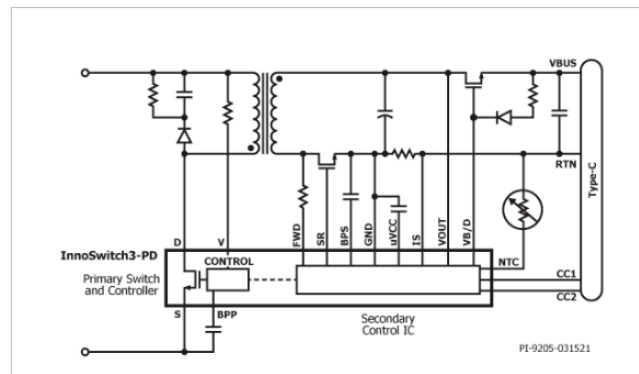 VBUS
RTN
Type-C
D
V
FWD
SR
BPS
GND
uVCC
IS
VOUT
VB/D
InnoSwitch3-PD
CONTROL
NTC
Primary Switch
and Controller
CC1
CC2
S
BPP
Secondary
Control IC
PI-9205-031521